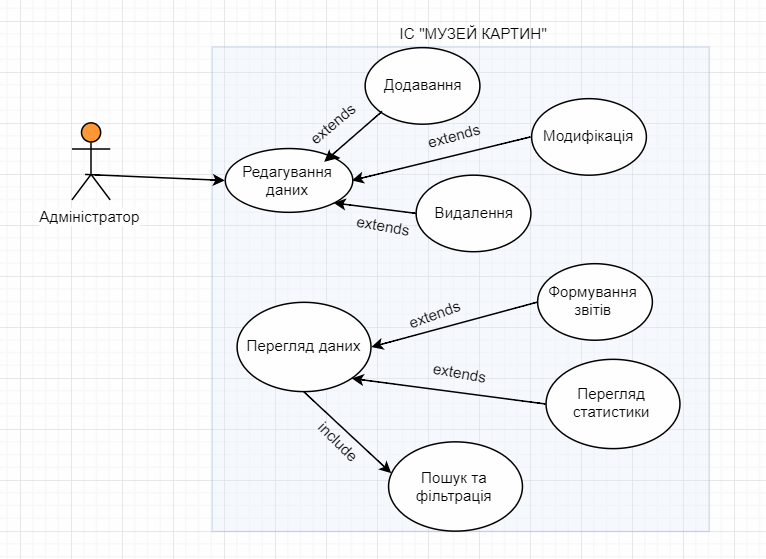 ІС "МУЗЕЙ КАРТИН"
Додавання
extends
extends
Модифікація
Редагування
даних
Видалення
extends
Адміністратор
Формування
звітів
extends
Перегляд даних
extends
Перегляд
статистики
include
Пошук та
фільтрація